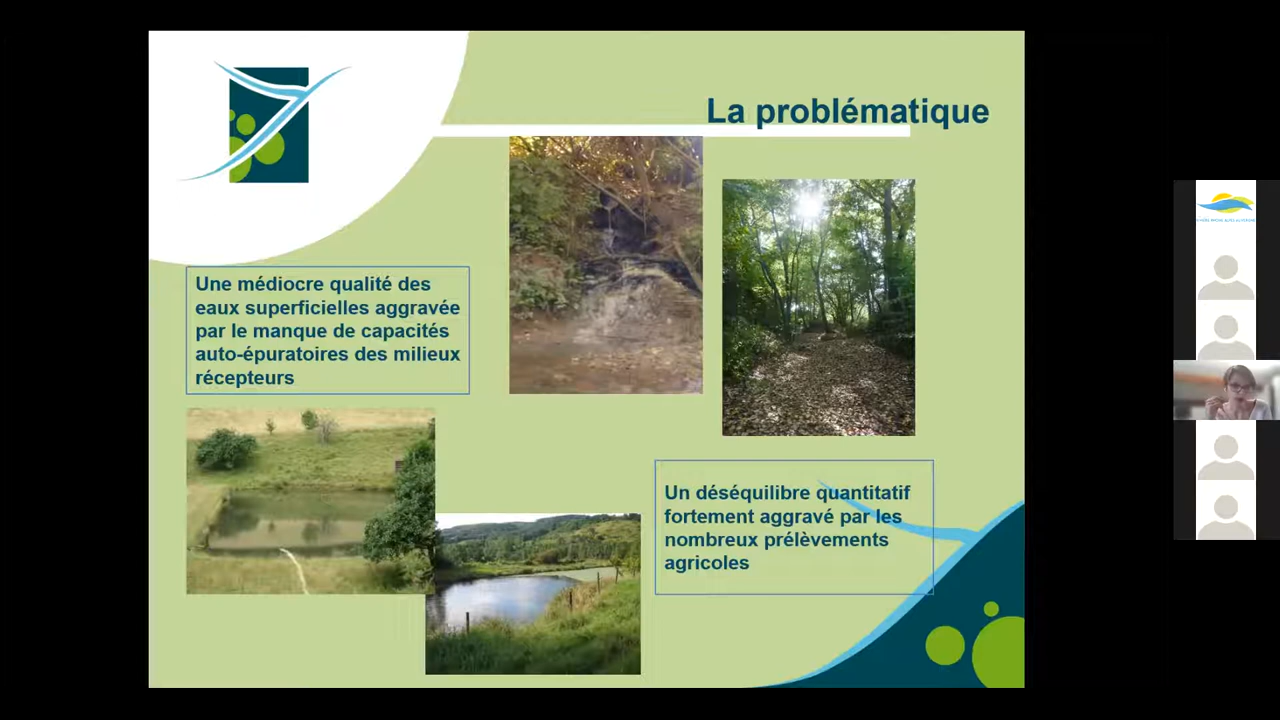 La problématique
Une médiocre qualité des
eaux superficielles aggravée
par le manque de capacités
auto-épuratoires des milieux
récepteurs
Un déséquilibre quantitatif
fortement aggravé par les
nombreux prélèvements
agricoles